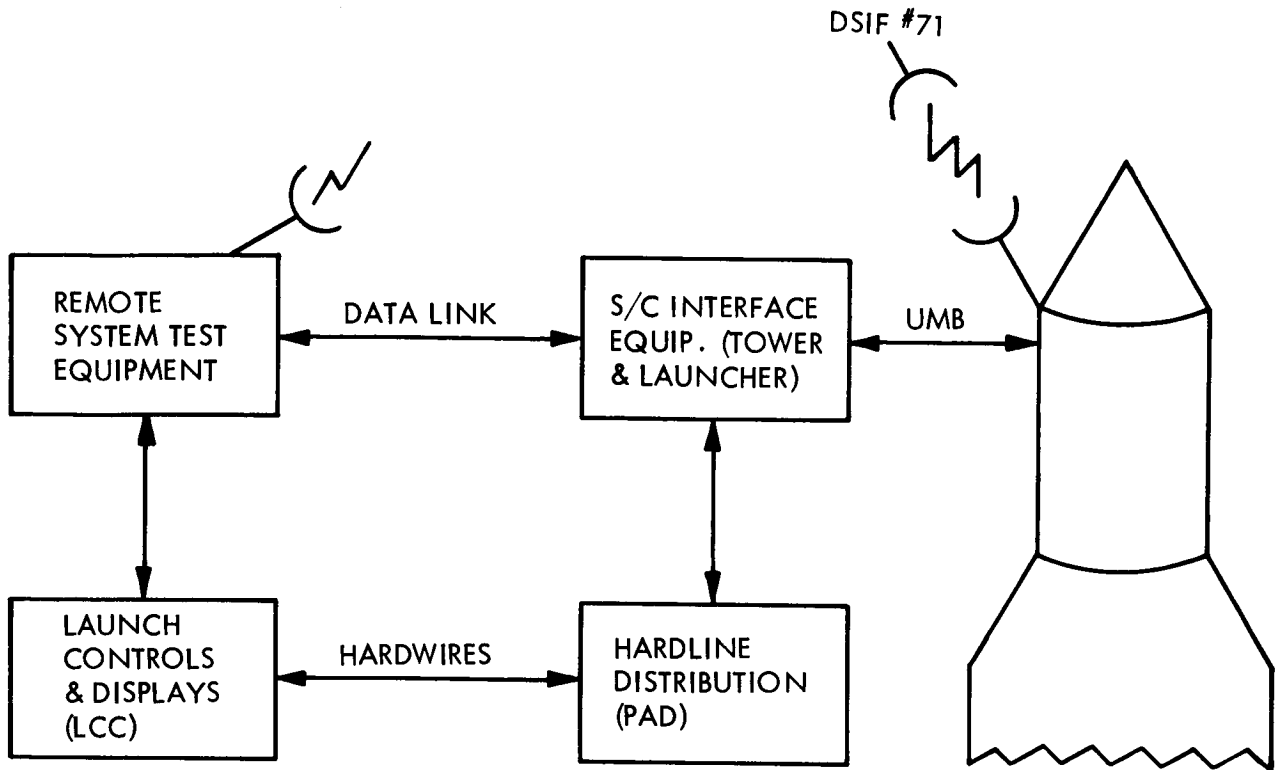 DSIF #71
REMOTE
SYSTEM TEST
EQUIPMENT
DATA LINK
S/C INTERFACE
EQUIP. (TOWER
& LAUNCHER)
UMB
LAUNCH
CONTROLS
& DISPLAYS
(LCC)
HARDWIRES
HARDLINE
DISTRIBUTION
(PAD)